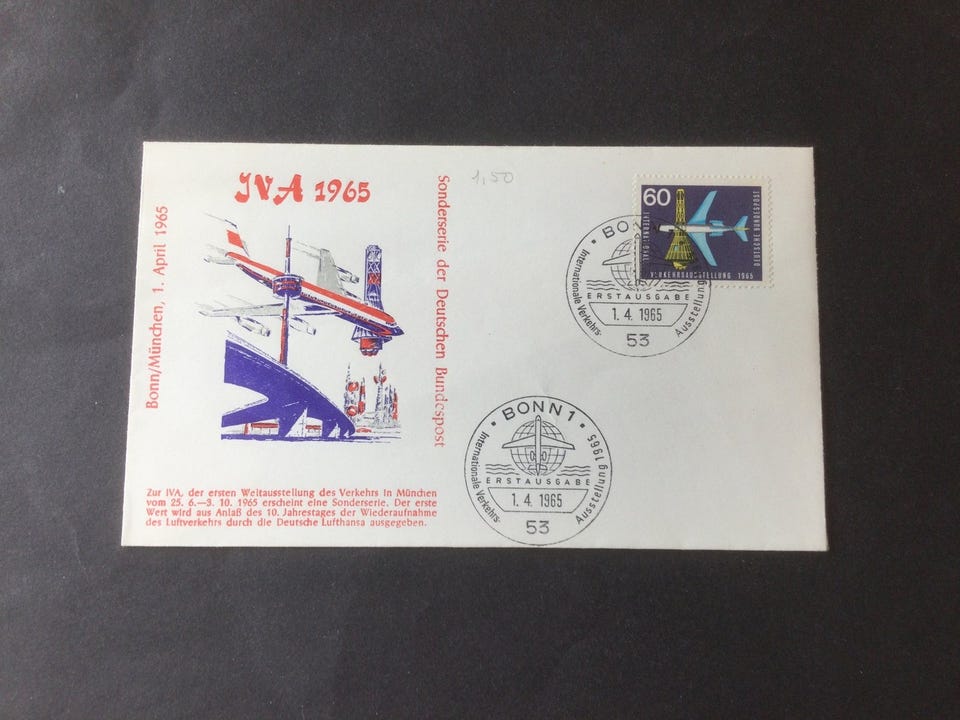 IVA 1965
Bonn/München, 1. April 1965
Sonderserie der Deutschen Bundespost
Zur IVA, der ersten Weltausstellung des Verkehrs in München
vom 25. 6.—3. 10. 1965 erscheint eine Sonderserie. Der erste
Wert wird aus Anlaß des 10. Jahrestages der Wiederaufnahme
des Luftverkehrs durch die Deutsche Lufthansa ausgegeben.
1,50
60
INTERNATIONALE
VERKEHRSAUSSTELLUNG 1965
DEUTSCHE BUNDESPOST
BONN
Internationale Verkehrs-
Ausstellung
ERSTAUSGABE
1. 4. 1965
53
BONN 1
Internationale Verkehrs-
Ausstellung 1965
ERSTAUSGABE
1. 4. 1965
53